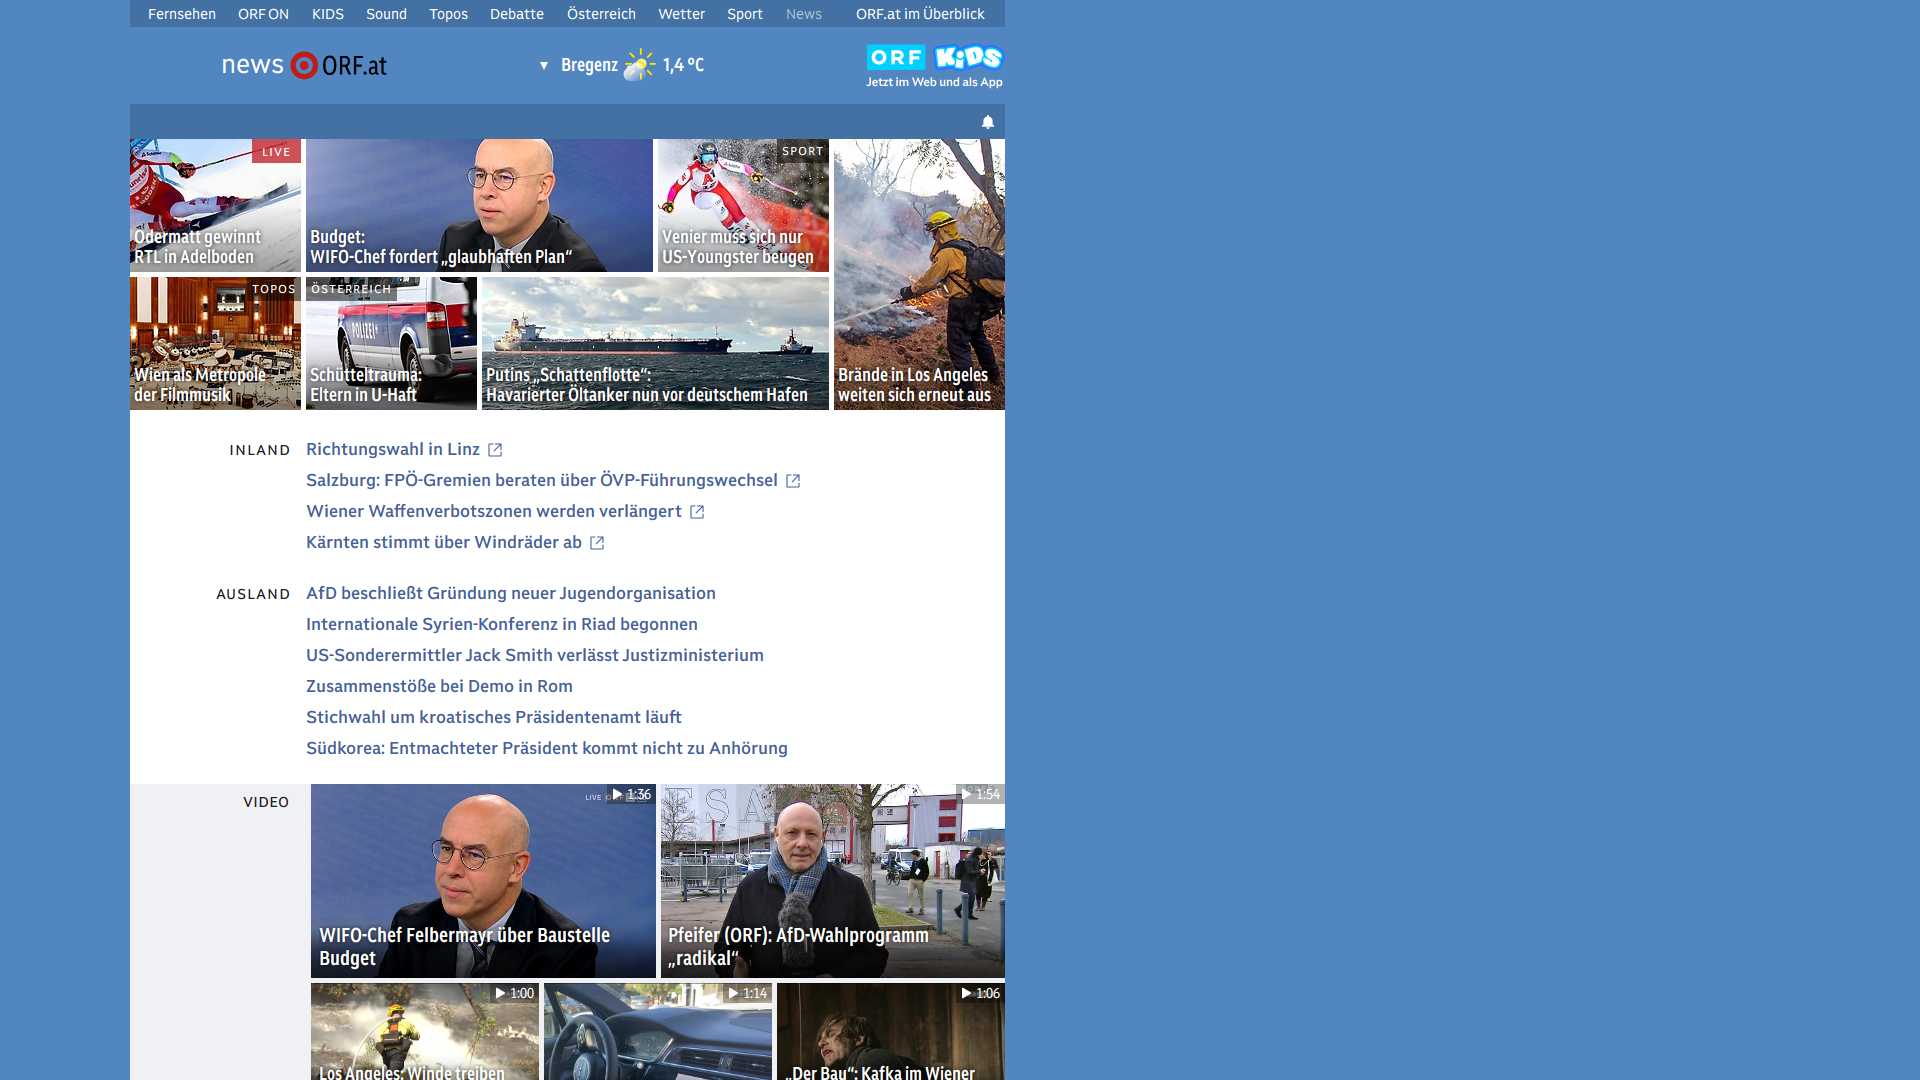 Fernsehen ORF ON KIDS Sound Topos Debatte Österreich Wetter Sport News ORF.at im Überblick
news ORF.at
Bregenz 1,4 °C
ORF KiDS
Jetzt im Web und als App
LIVE
Odermatt gewinnt
RTL in Adelboden
Budget:
WIFO-Chef fordert „glaubhaften Plan“
SPORT
Venier muss sich nur
US-Youngster beugen
TOPOS
Wien als Metropole
der Filmmusik
ÖSTERREICH
POLIZEI
Schütteltrauma:
Eltern in U-Haft
Putins „Schattenflotte“:
Havarierter Öltanker nun vor deutschem Hafen
Brände in Los Angeles
weiten sich erneut aus
INLAND
Richtungswahl in Linz
Salzburg: FPÖ-Gremien beraten über ÖVP-Führungswechsel
Wiener Waffenverbotszonen werden verlängert
Kärnten stimmt über Windräder ab
AUSLAND
AfD beschließt Gründung neuer Jugendorganisation
Internationale Syrien-Konferenz in Riad begonnen
US-Sonderermittler Jack Smith verlässt Justizministerium
Zusammenstöße bei Demo in Rom
Stichwahl um kroatisches Präsidentenamt läuft
Südkorea: Entmachteter Präsident kommt nicht zu Anhörung
VIDEO
LIVE
1:36
WIFO-Chef Felbermayr über Baustelle
Budget
1:54
Pfeifer (ORF): AfD-Wahlprogramm
„radikal“
1:00
Los Angeles: Winde treiben
1:14
1:06
„Der Bau“: Kafka im Wiener